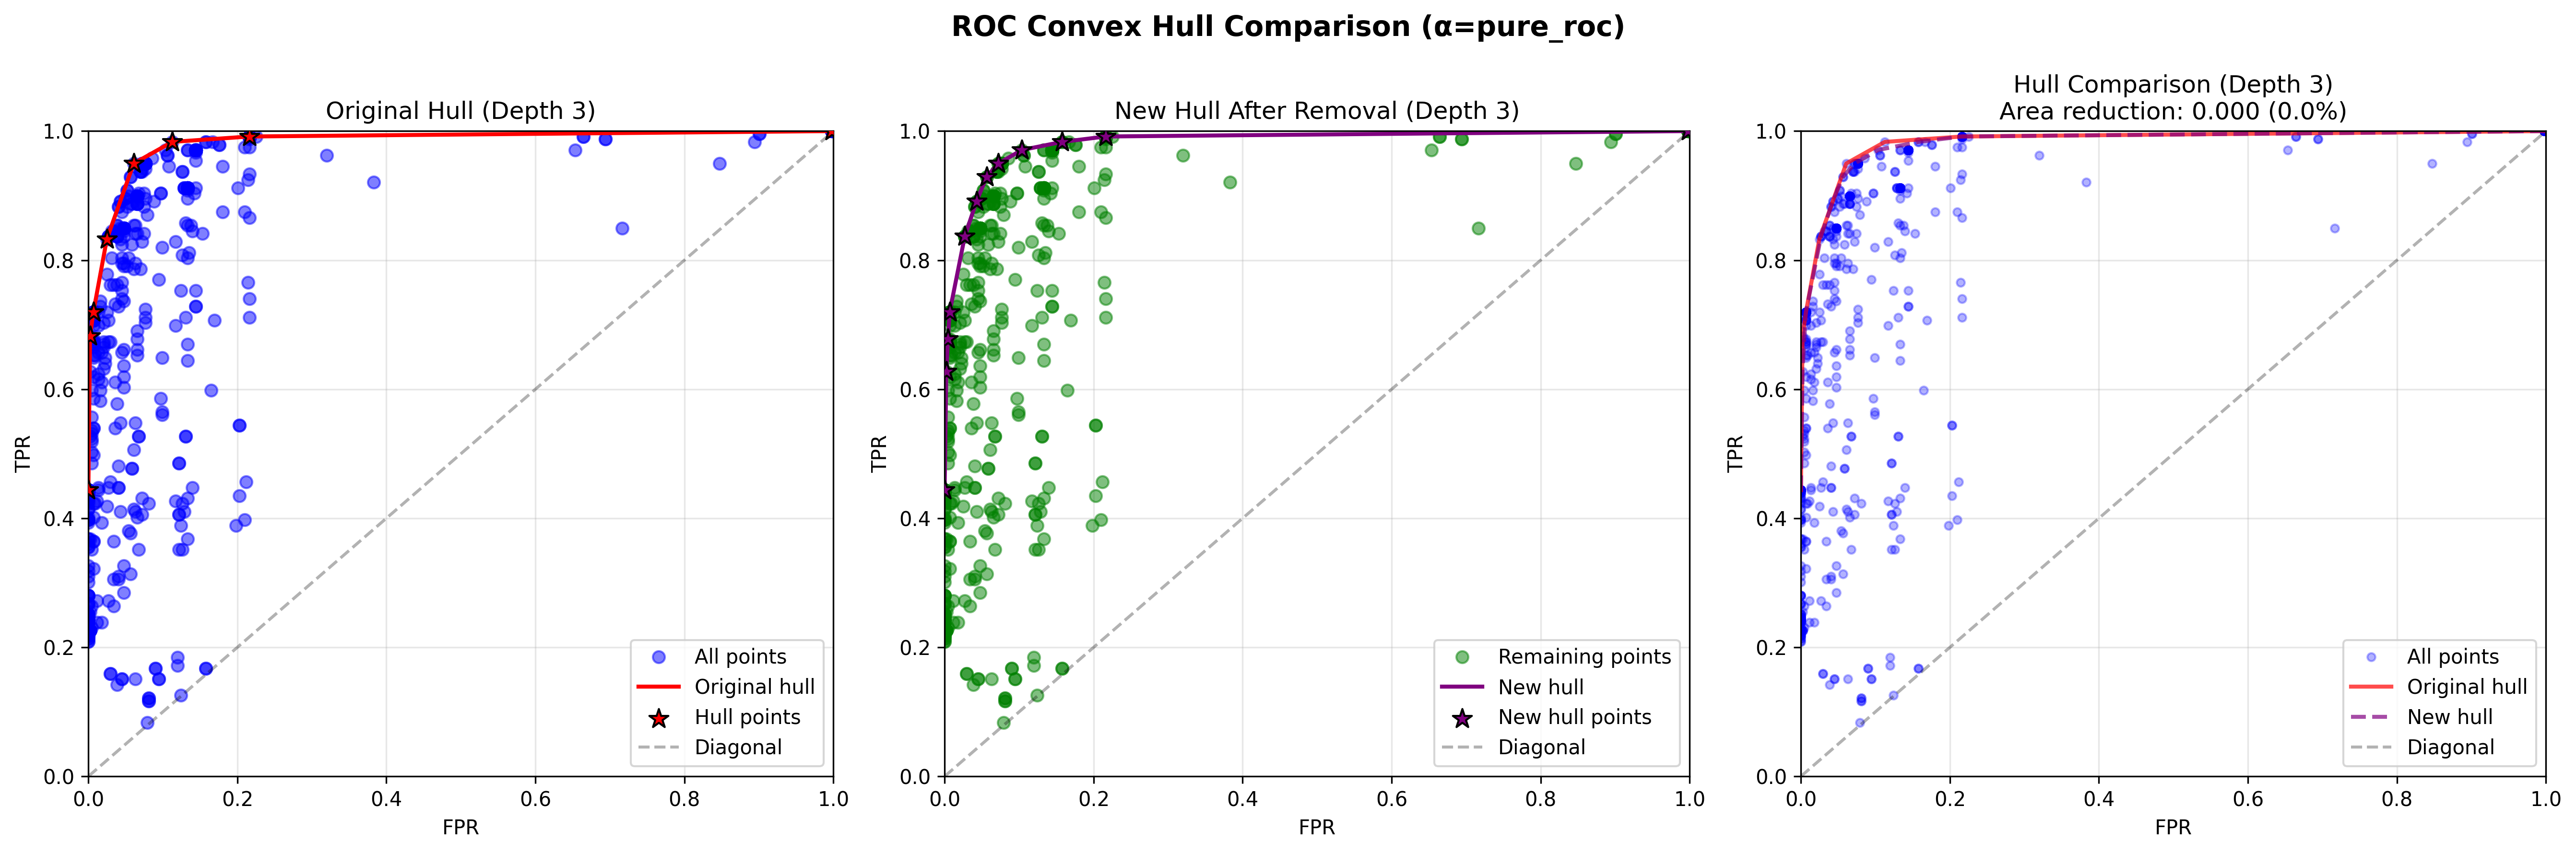 ROC Convex Hull Comparison (α=pure_roc)
Original Hull (Depth 3)
1.0
0.8
0.6
0.4
0.2
0.0
TPR
0.0 0.2 0.4 0.6 0.8 1.0
FPR
All points
Original hull
Hull points
Diagonal
New Hull After Removal (Depth 3)
1.0
0.8
0.6
0.4
0.2
0.0
TPR
0.0 0.2 0.4 0.6 0.8 1.0
FPR
Remaining points
New hull
New hull points
Diagonal
Hull Comparison (Depth 3)
Area reduction: 0.000 (0.0%)
1.0
0.8
0.6
0.4
0.2
0.0
TPR
0.0 0.2 0.4 0.6 0.8 1.0
FPR
All points
Original hull
New hull
Diagonal